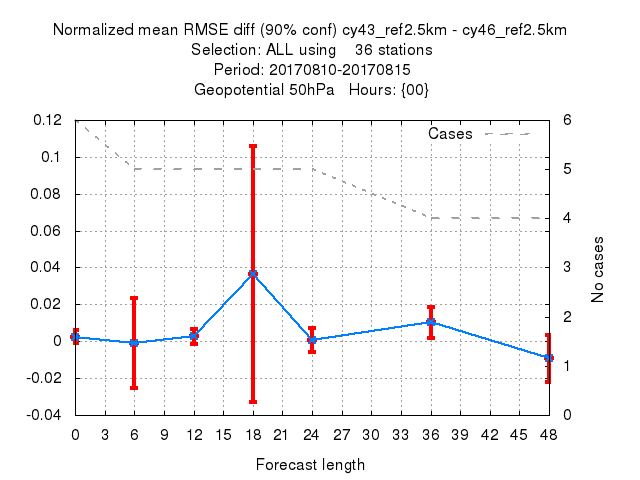 Normalized mean RMSE diff (90% conf) cy43_ref2.5km - cy46_ref2.5km
Selection: ALL using    36 stations
Period: 20170810-20170815
Geopotential 50hPa   Hours: {00}
Cases
0.12
0.1
0.08
0.06
0.04
0.02
0
-0.02
-0.04
6
5
4
3
2
1
0
No cases
0 3 6 9 12 15 18 21 24 27 30 33 36 39 42 45 48
Forecast length